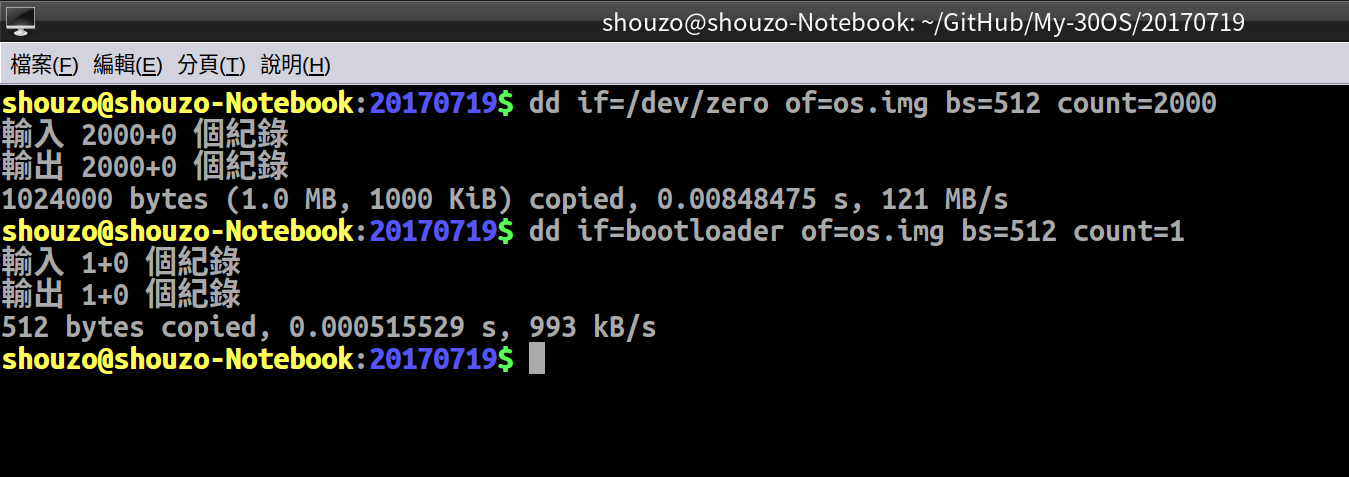 shouzo@shouzo-Notebook: ~/GitHub/My-30OS/20170719
檔案(F) 編輯(E) 分頁(T) 說明(H)
shouzo@shouzo-Notebook:20170719$ dd if=/dev/zero of=os.img bs=512 count=2000
輸入 2000+0 個紀錄
輸出 2000+0 個紀錄
1024000 bytes (1.0 MB, 1000 KiB) copied, 0.00848475 s, 121 MB/s
shouzo@shouzo-Notebook:20170719$ dd if=bootloader of=os.img bs=512 count=1
輸入 1+0 個紀錄
輸出 1+0 個紀錄
512 bytes copied, 0.000515529 s, 993 kB/s
shouzo@shouzo-Notebook:20170719$